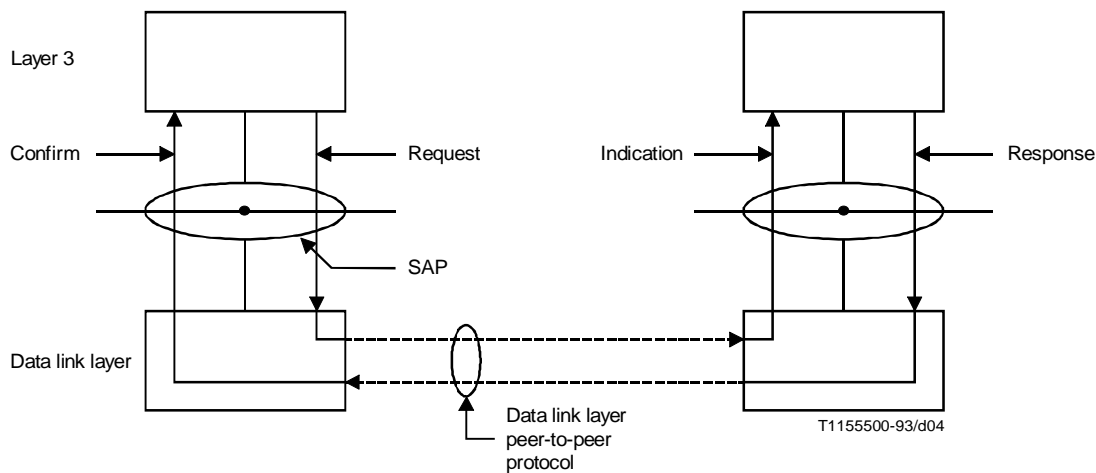 Layer 3
Confirm
Request
Indication
Response
SAP
Data link layer
Data link layer
peer-to-peer
protocol
T1155500-93/d04